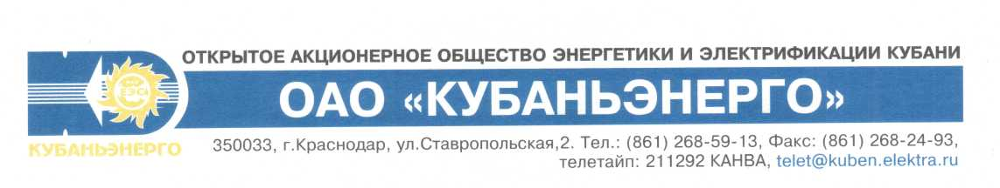 ОТКРЫТОЕ АКЦИОНЕРНОЕ ОБЩЕСТВО ЭНЕРГЕТИКИ И ЭЛЕКТРИФИКАЦИИ КУБАНИ
ЕЭС
ОАО «КУБАНЬЭНЕРГО»
КУБАНЬЭНЕРГО
350033, г.Краснодар, ул.Ставропольская,2. Тел.: (861) 268-59-13, Факс: (861) 268-24-93,
телетайп: 211292 КАНВА, telet@kuben.elektra.ru